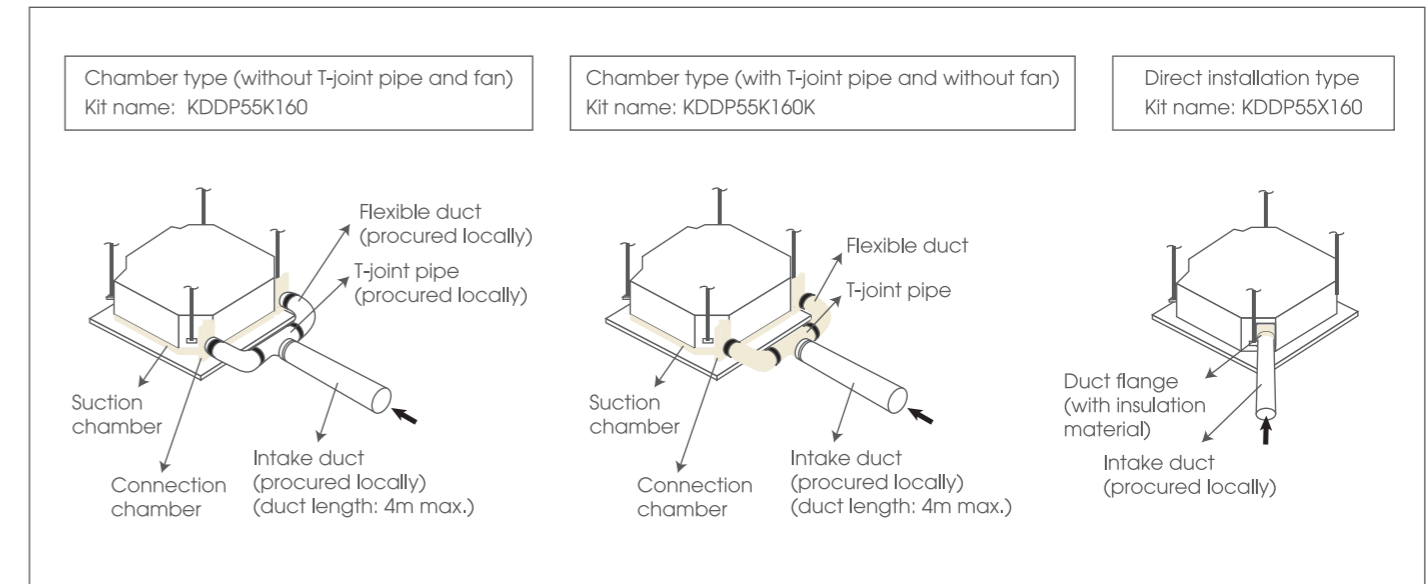 Chamber type (without T-joint pipe and fan)
Kit name: KDDP55K160
Flexible duct
(procured locally)
T-joint pipe
(procured locally)
Suction
chamber
Connection
chamber
Intake duct
(procured locally)
(duct length: 4m max.)
Chamber type (with T-joint pipe and without fan)
Kit name: KDDP55K160K
Flexible duct
T-joint pipe
Suction
chamber
Connection
chamber
Intake duct
(procured locally)
(duct length: 4m max.)
Direct installation type
Kit name: KDDP55X160
Duct flange
(with insulation
material)
Intake duct
(procured locally)